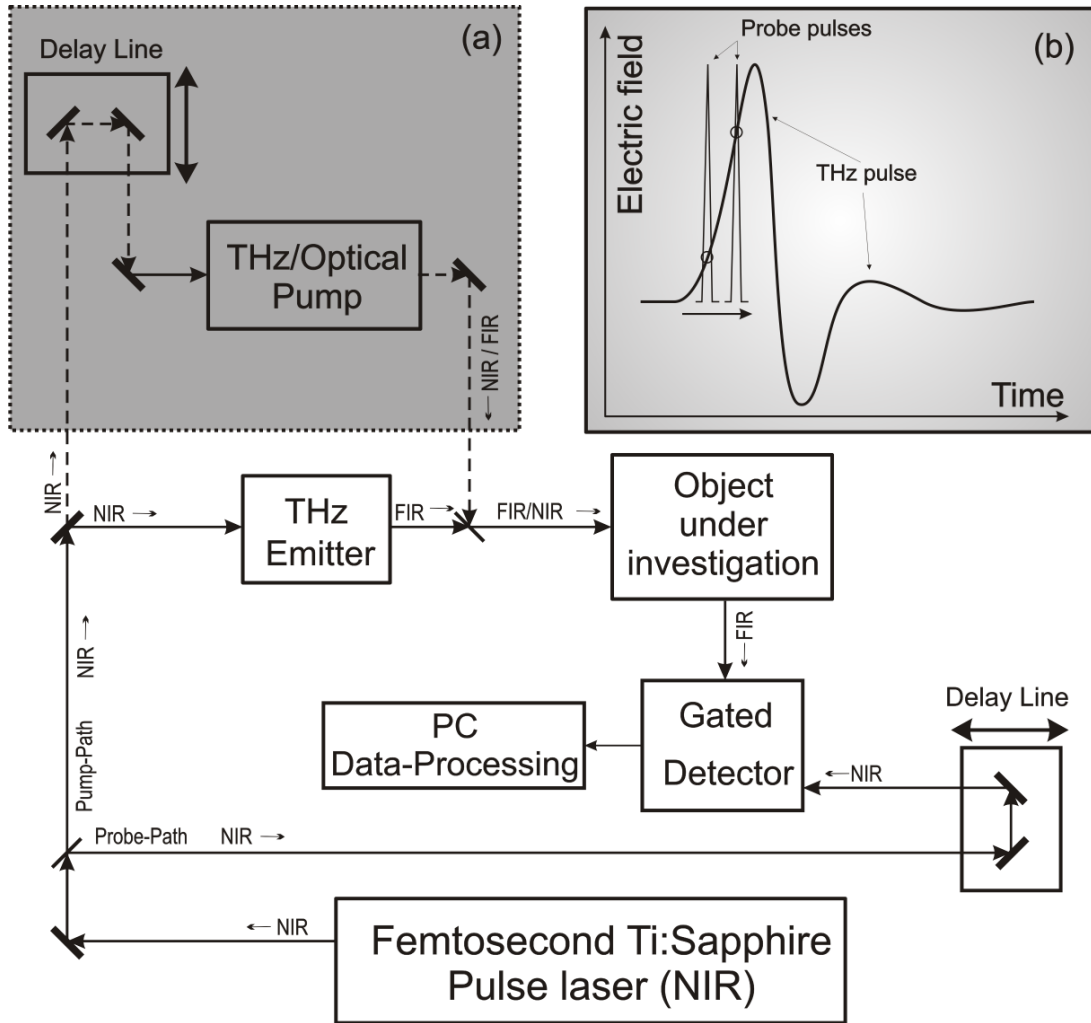 (a)
Delay Line
THz/Optical
Pump
NIR / FIR
←
(b)
Probe pulses
Electric field
THz pulse
Time
NIR →
NIR →
THz
Emitter
FIR →
FIR/NIR →
Object
under
investigation
NIR →
← FIR
Pump-Path
PC
Data-Processing
Gated
Detector
Delay Line
← NIR
Probe-Path NIR →
← NIR
Femtosecond Ti:Sapphire
Pulse laser (NIR)